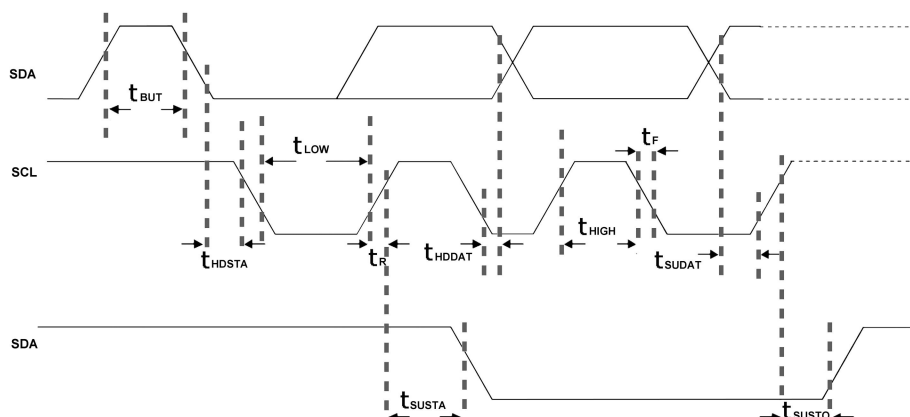 SDA
tBUT
tLOW
tF
SCL
tHDSTA
tR
tHDDAT
tHIGH
tSUDAT
SDA
tSUSTA
tSUSTO